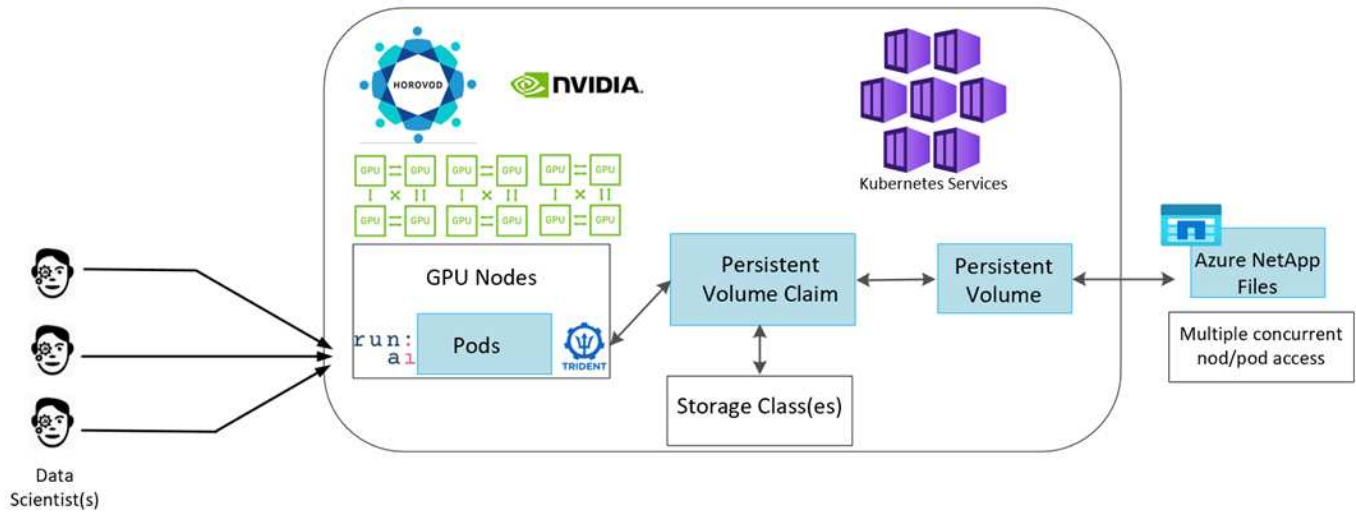 HOROVOD
NVIDIA.
GPU GPU GPU GPU GPU GPU
GPU GPU GPU GPU GPU GPU
Kubernetes Services
GPU Nodes
run:
ai
Pods
TRIDENT
Persistent
Volume Claim
Storage Class(es)
Persistent
Volume
Azure NetApp
Files
Multiple concurrent
nod/pod access
Data
Scientist(s)